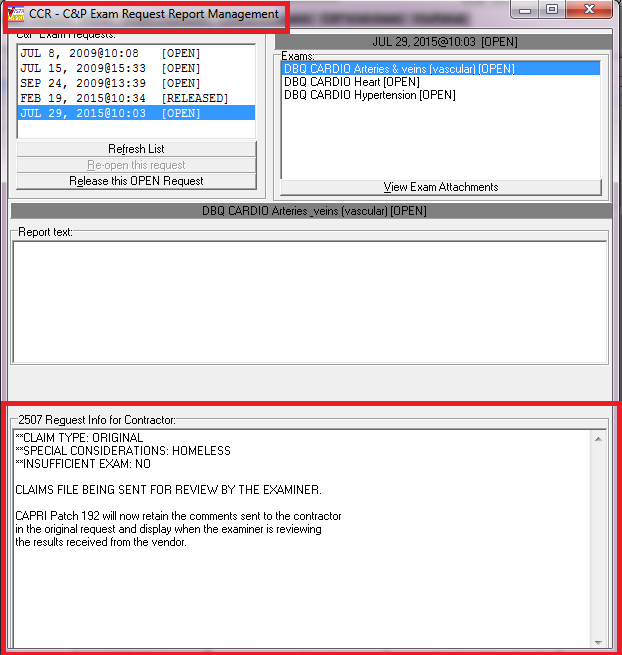 CCR - C&P Exam Request Report Management
C&P Exam Requests:
JUL 8, 2009@10:08 [OPEN]
JUL 15, 2009@15:33 [OPEN]
SEP 24, 2009@13:39 [OPEN]
FEB 19, 2015@10:34 [RELEASED]
JUL 29, 2015@10:03 [OPEN]
Refresh List
Re-open this request
Release this OPEN Request
JUL 29, 2015@10:03 [OPEN]
Exams:
DBQ CARDIO Arteries & veins (vascular) [OPEN]
DBQ CARDIO Heart [OPEN]
DBQ CARDIO Hypertension [OPEN]
View Exam Attachments
DBQ CARDIO Arteries _veins (vascular) [OPEN]
Report text:
2507 Request Info for Contractor:
**CLAIM TYPE: ORIGINAL
**SPECIAL CONSIDERATIONS: HOMELESS
**INSUFFICIENT EXAM: NO
CLAIMS FILE BEING SENT FOR REVIEW BY THE EXAMINER.
CAPRI Patch 192 will now retain the comments sent to the contractor
in the original request and display when the examiner is reviewing
the results received from the vendor.